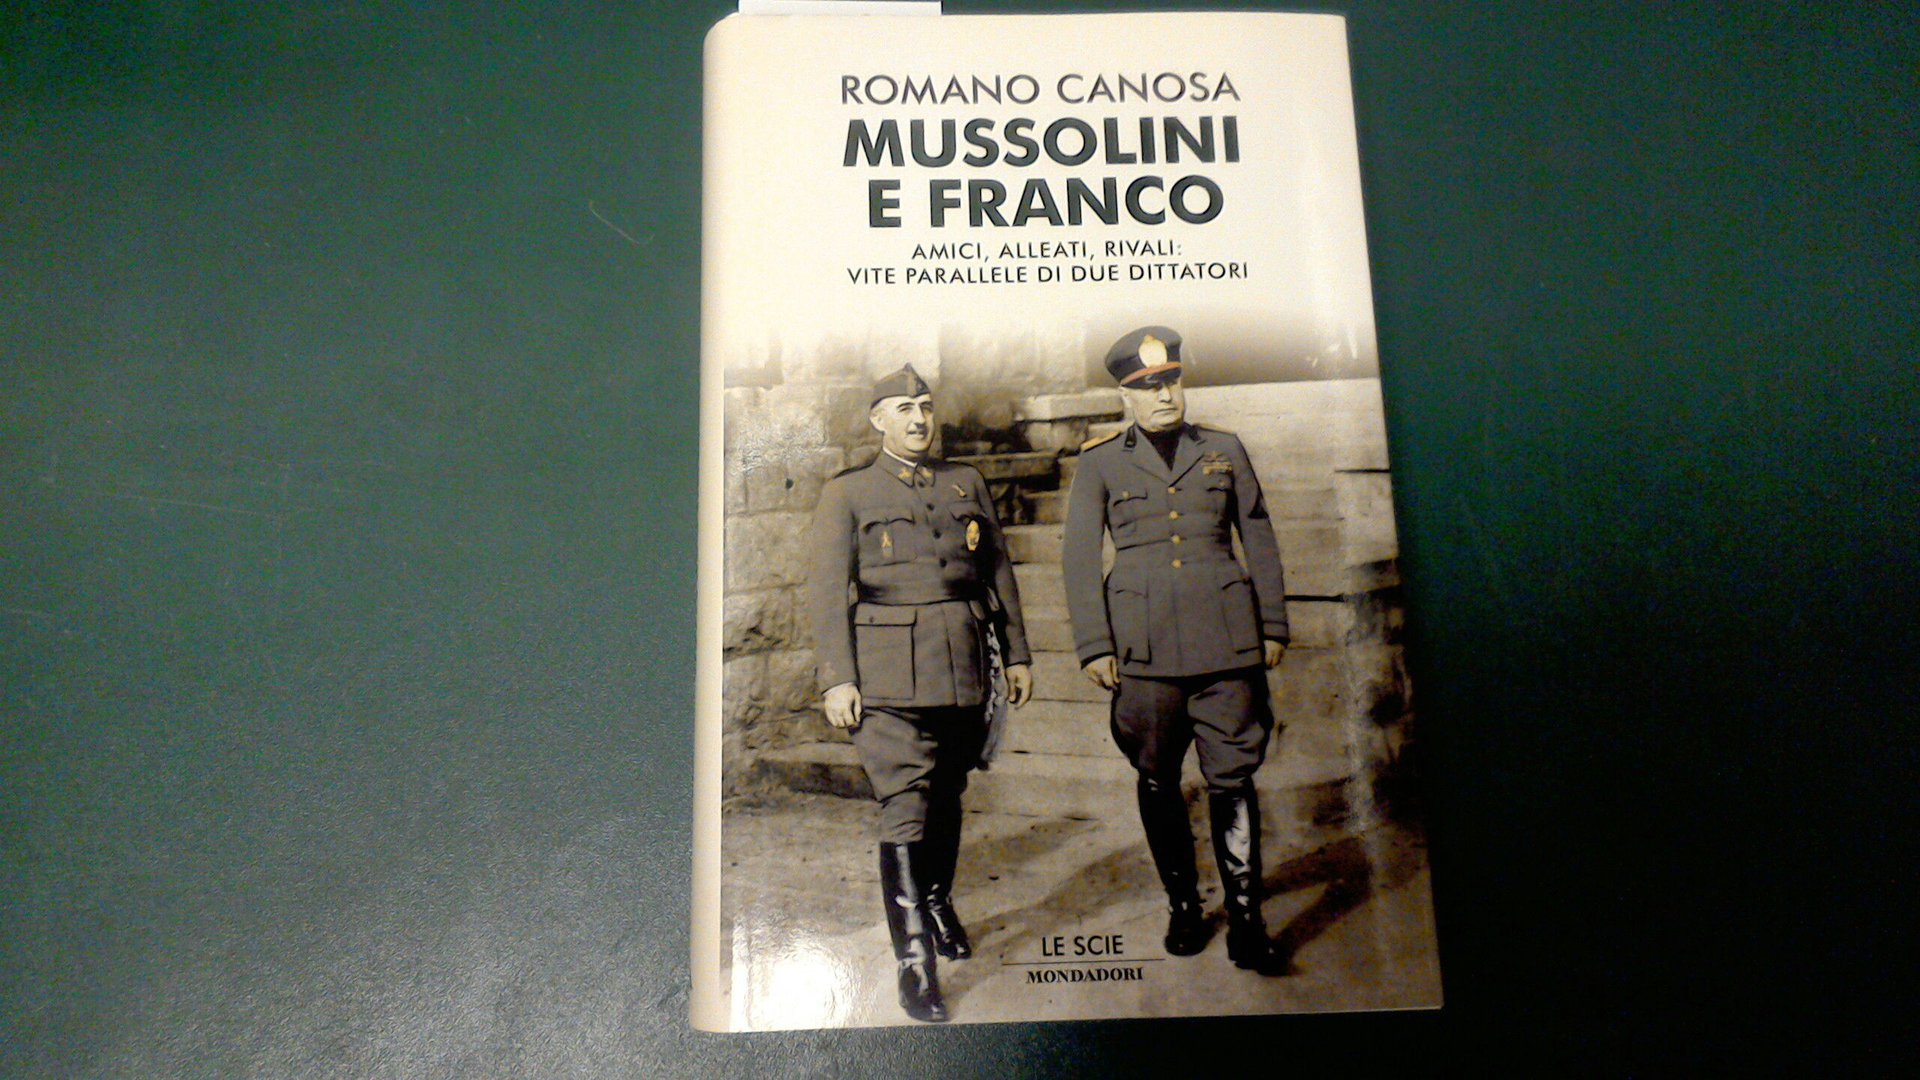 ROMANO CANOSA
MUSSOLINI
E FRANCO
AMICI, ALLEATI, RIVALI:
VITE PARALLELE DI DUE DITTATORI
LE SCIE
MONDADORI